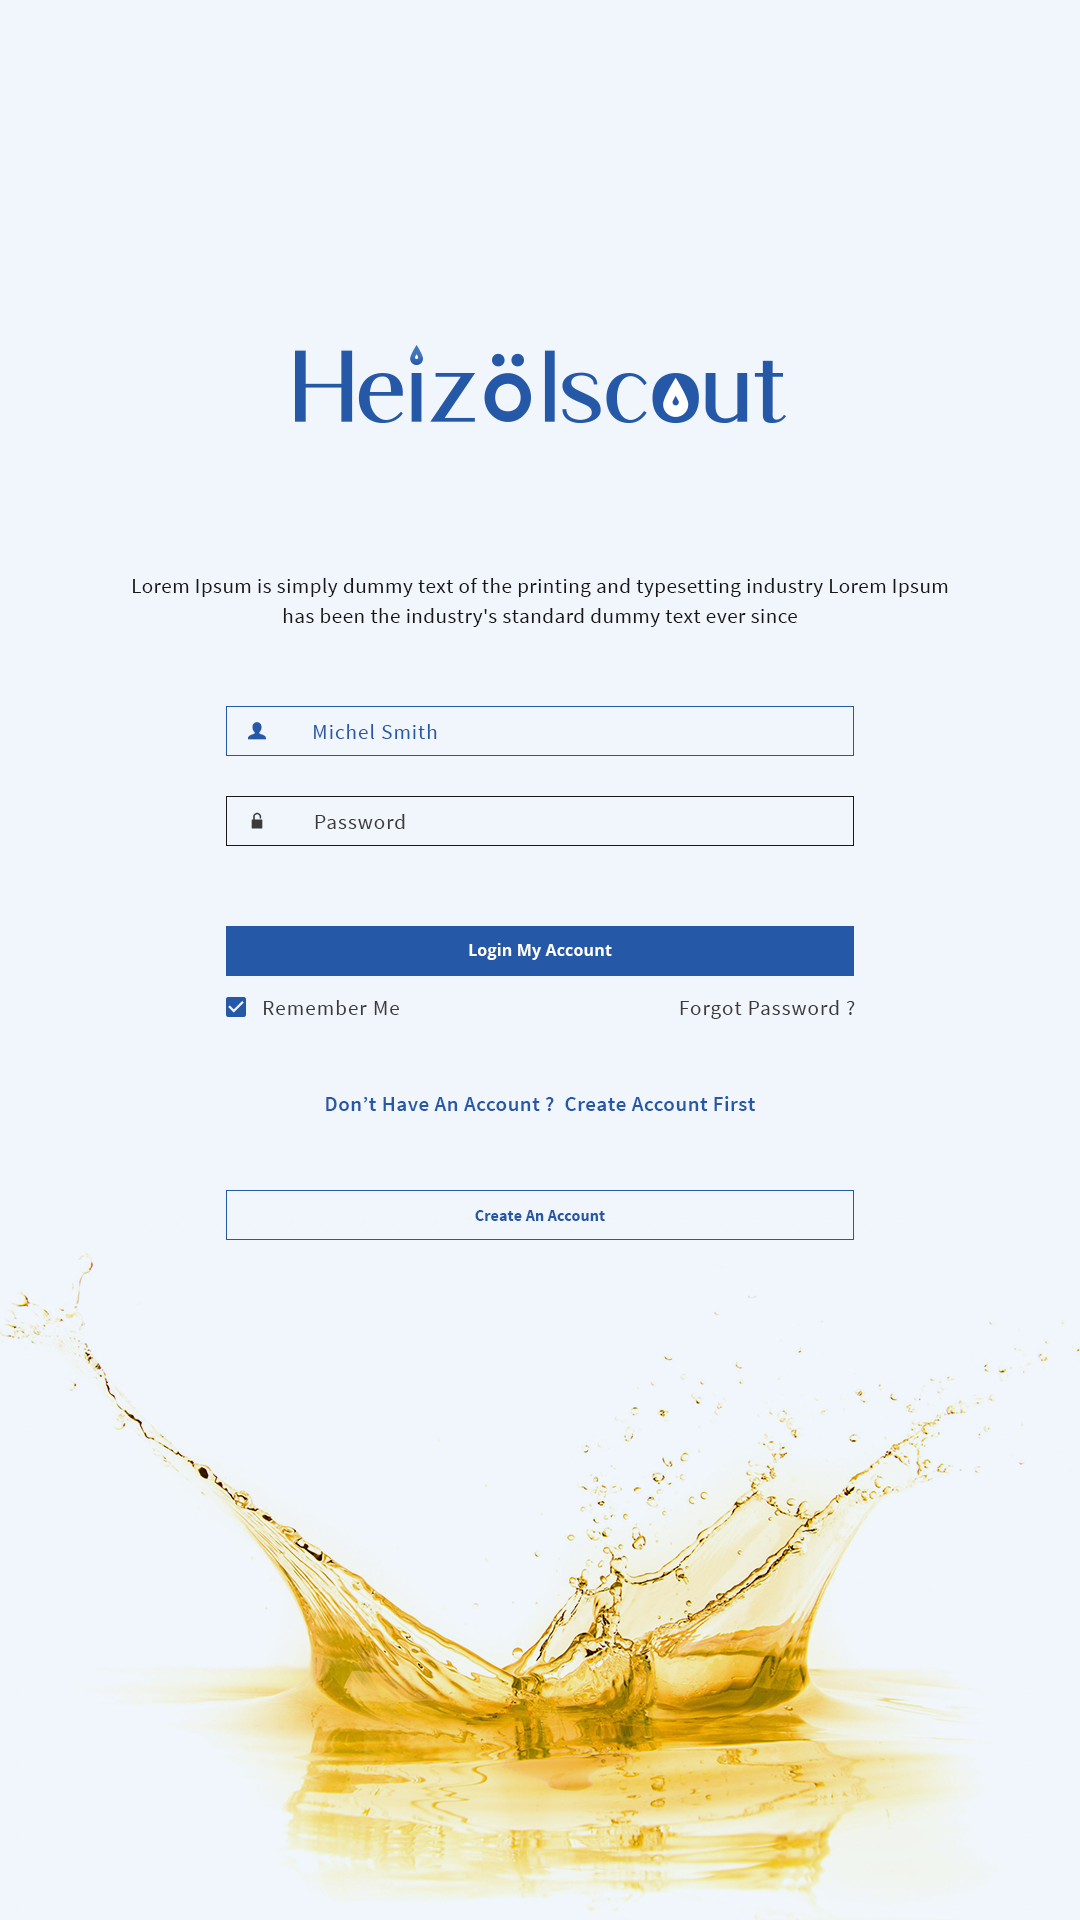 Heizölscout
Lorem Ipsum is simply dummy text of the printing and typesetting industry Lorem Ipsum
has been the industry's standard dummy text ever since
Michel Smith
Password
Login My Account
Remember Me
Forgot Password ?
Don’t Have An Account ? Create Account First
Create An Account